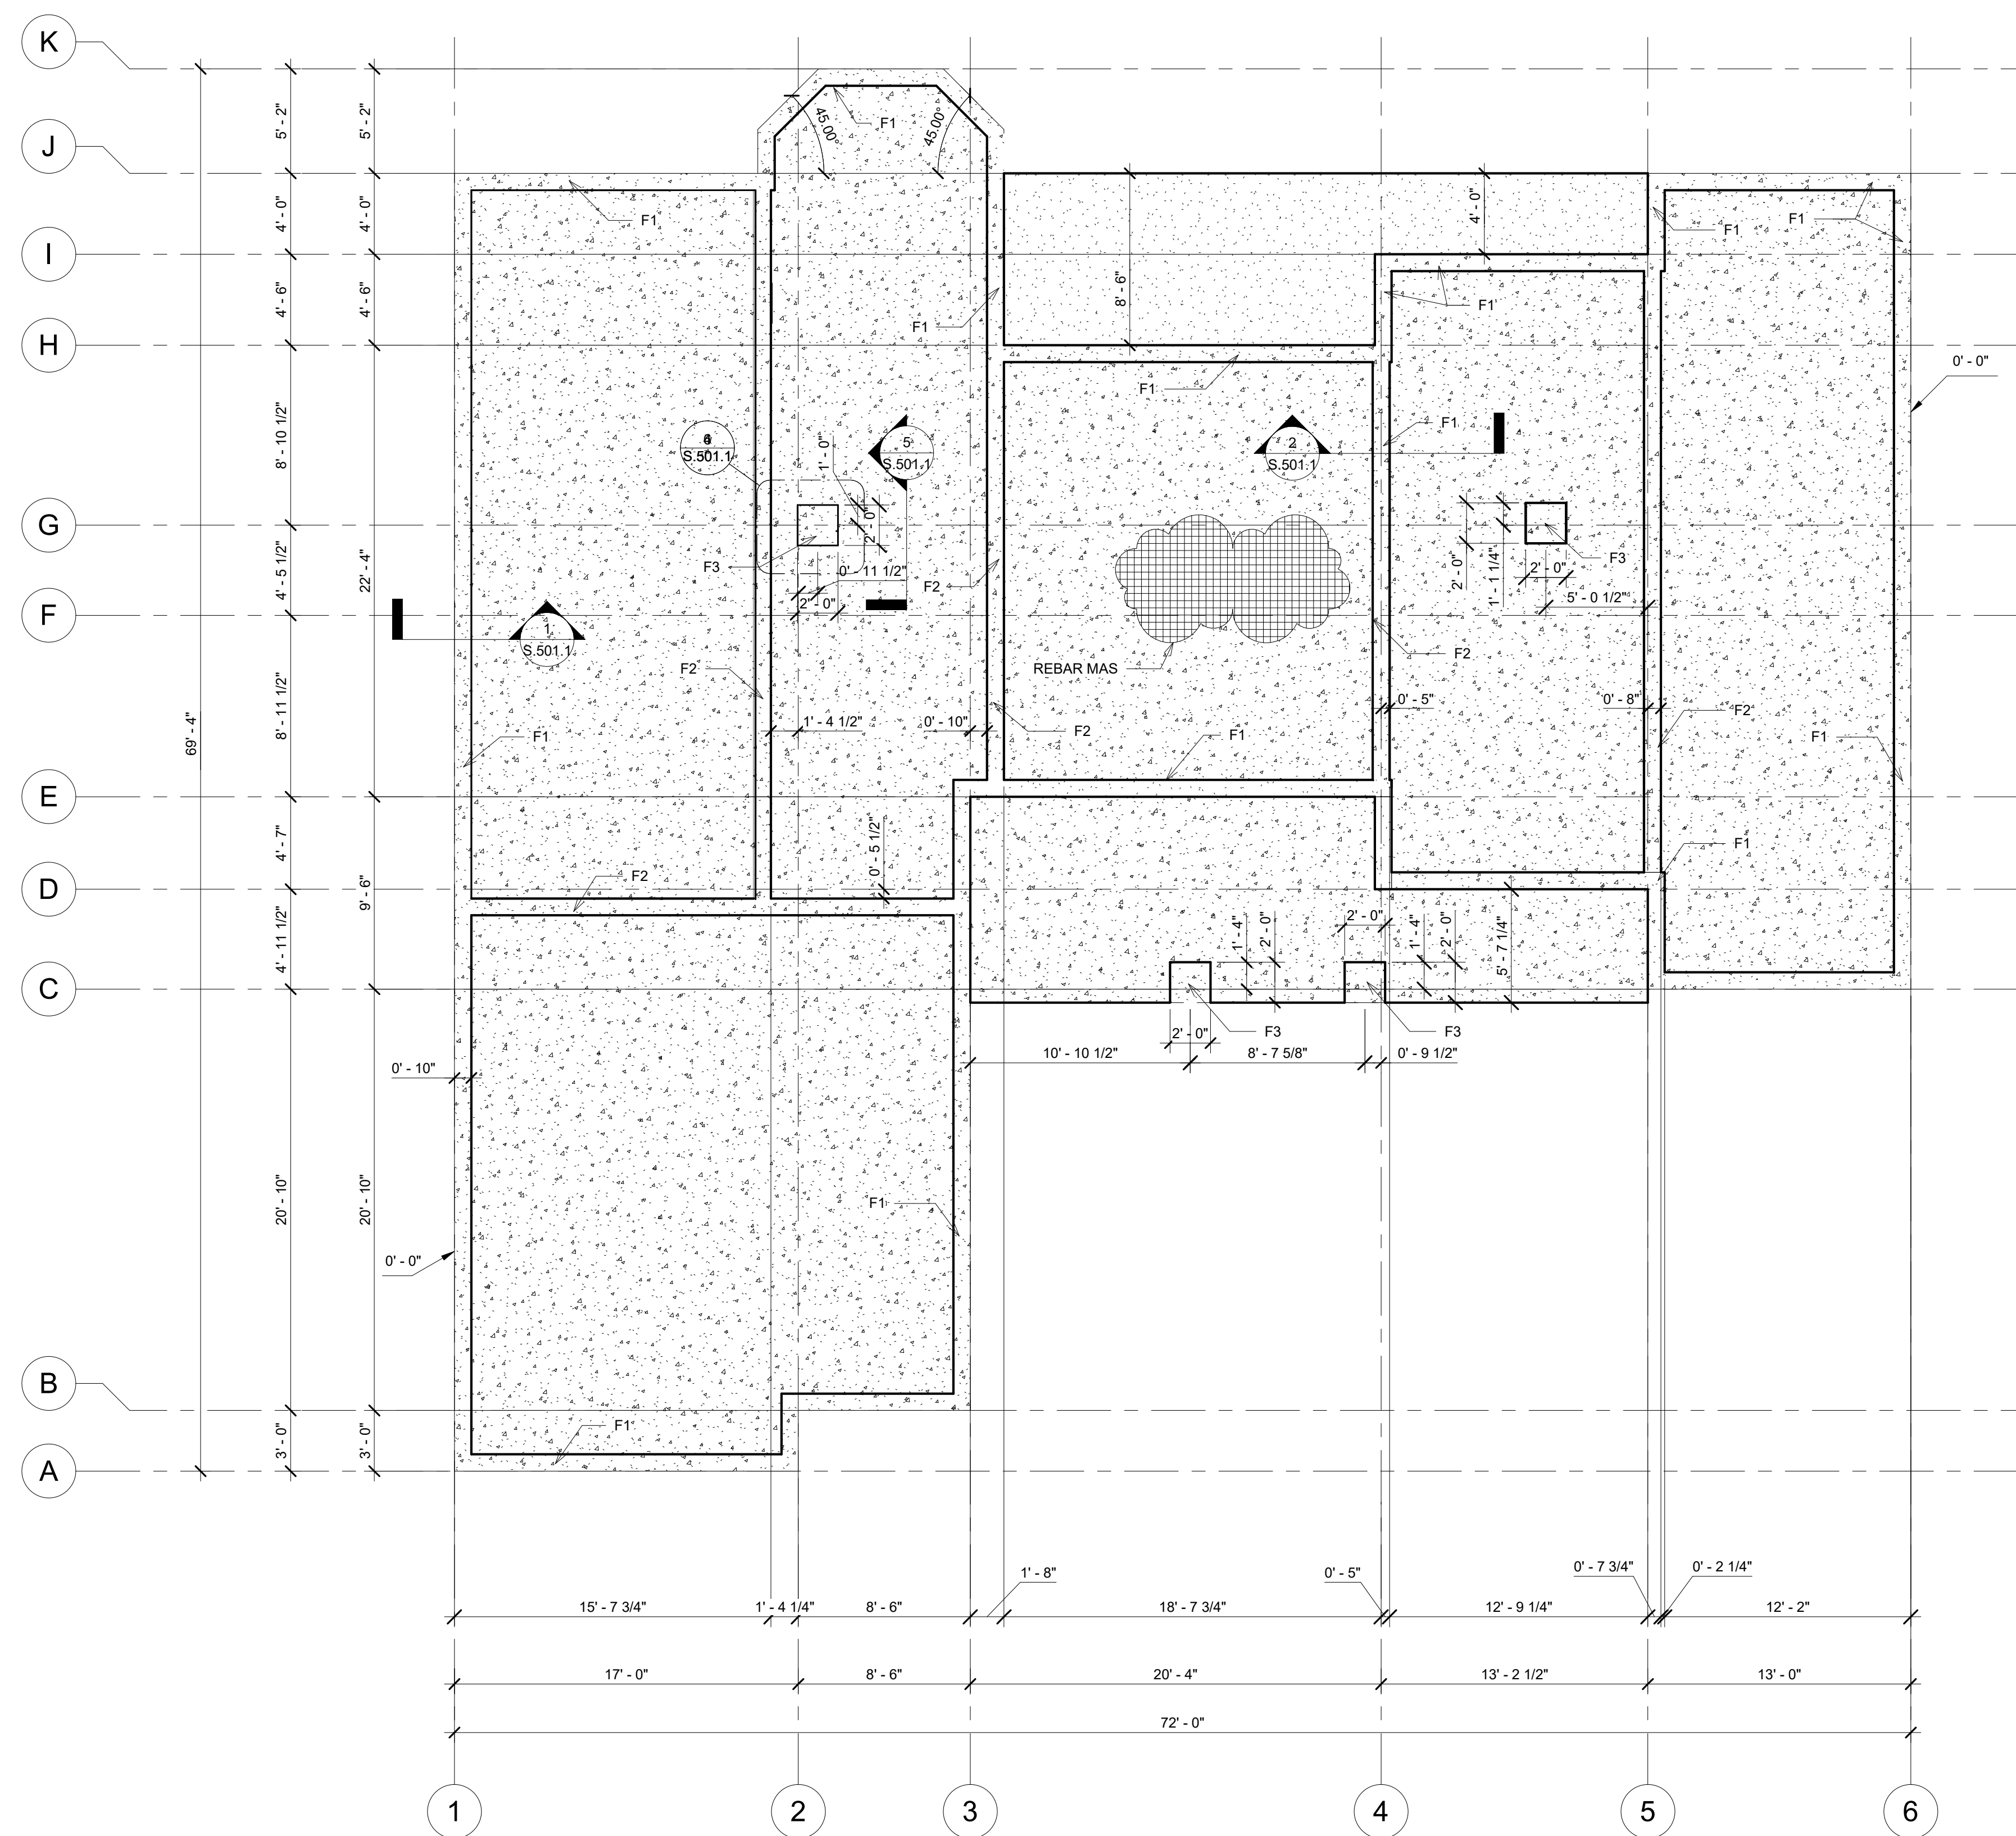 K
5' - 2"
5' - 2"
45.00°
45.00°
F1
J
4' - 0"
4' - 0"
F1
8' - 6"
4' - 0"
F1
F1
I
4' - 6"
4' - 6"
F1
F1
H
0' - 0"
F1
F1
8' - 10 1/2"
S.501.1
1' - 0"
5
S.501.1
2
S.501.1
G
2' - 0"
F3
0' - 11 1/2"
2' - 0"
F2
2' - 0"
1' - 1 1/4"
2' - 0"
F3
5' - 0 1/2"
4' - 5 1/2"
22' - 4"
F
1
S.501.1
F2
REBAR MAS
F2
69' - 4"
8' - 11 1/2"
F1
1' - 4 1/2"
0' - 10"
F2
F1
0' - 5"
0' - 8"
F2
F1
E
4' - 7"
0' - 5 1/2"
F1
D
9' - 6"
F2
4' - 11 1/2"
1' - 4"
2' - 0"
2' - 0"
1' - 4"
2' - 0"
5' - 7 1/4"
C
2' - 0"
F3
F3
10' - 10 1/2"
8' - 7 5/8"
0' - 9 1/2"
0' - 10"
20' - 10"
20' - 10"
F1
0' - 0"
B
3' - 0"
3' - 0"
F1
A
1' - 8"
0' - 5"
0' - 7 3/4"
0' - 2 1/4"
15' - 7 3/4"
1' - 4 1/4"
8' - 6"
18' - 7 3/4"
12' - 9 1/4"
12' - 2"
17' - 0"
8' - 6"
20' - 4"
13' - 2 1/2"
13' - 0"
72' - 0"
1
2
3
4
5
6